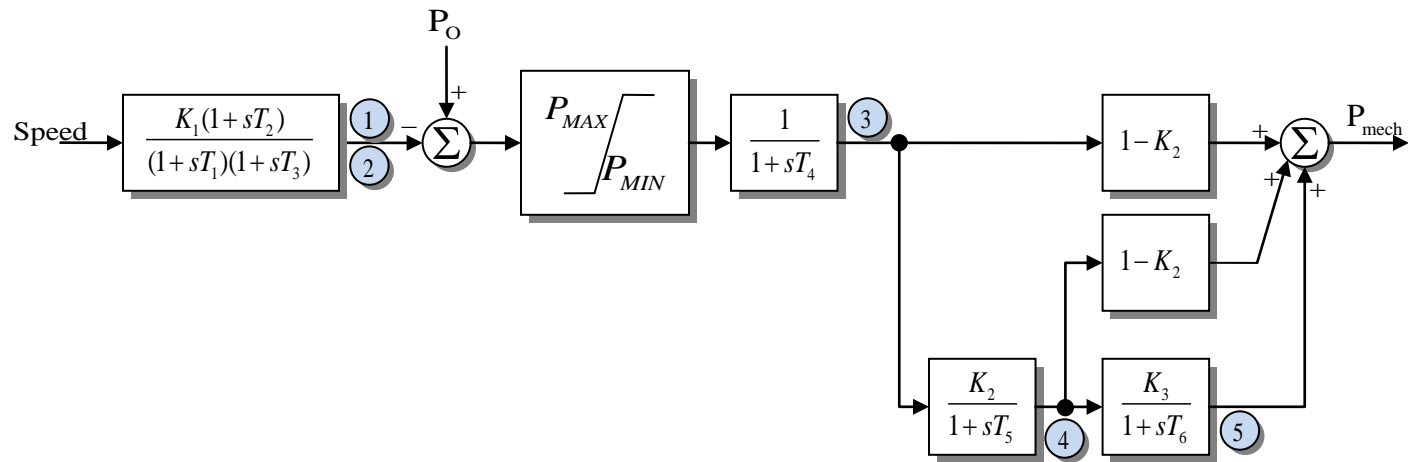 P_O
+
Speed
K_1(1+sT_2)
(1+sT_1)(1+sT_3)
1
2
−
Σ
P_MAX
P_MIN
1
1+sT_4
3
1−K_2
+
Σ
P_mech
+
+
1−K_2
K_2
1+sT_5
4
K_3
1+sT_6
5